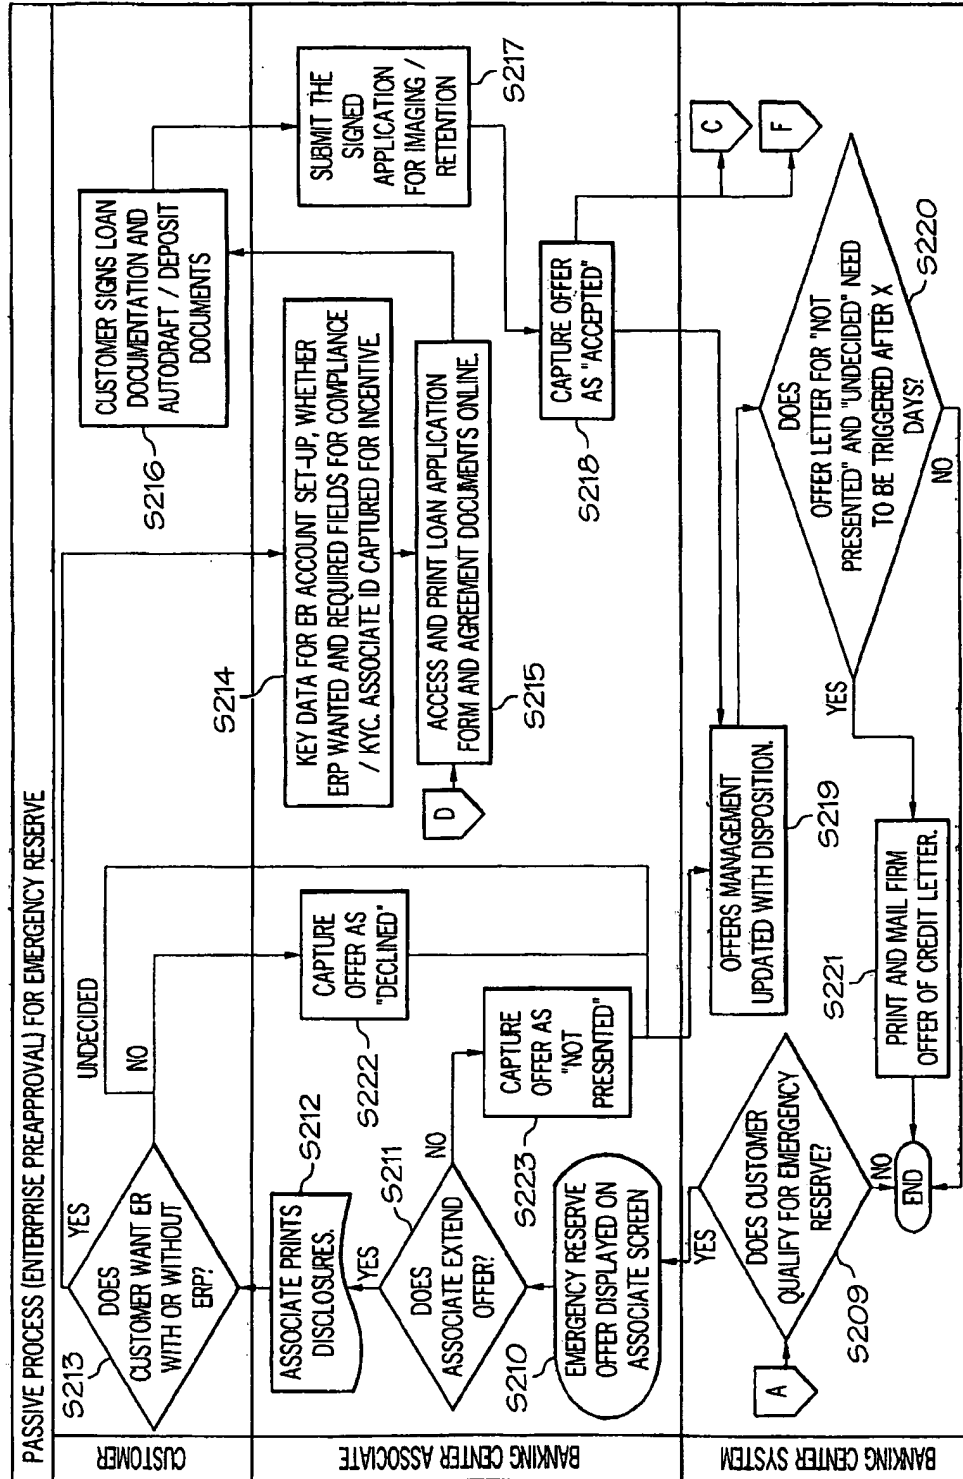 PASSIVE PROCESS (ENTERPRISE PREAPPROVAL) FOR EMERGENCY RESERVE
CUSTOMER
S213
DOES
CUSTOMER WANT ER
WITH OR WITHOUT
ERP?
YES
NO
UNDECIDED
S216
CUSTOMER SIGNS LOAN
DOCUMENTATION AND
AUTODRAFT / DEPOSIT
DOCUMENTS
BANKING CENTER ASSOCIATE
ASSOCIATE PRINTS
DISCLOSURES.
S212
YES
S211
DOES
ASSOCIATE EXTEND
OFFER?
NO
S210
EMERGENCY RESERVE
OFFER DISPLAYED ON
ASSOCIATE SCREEN
CAPTURE
OFFER AS
"DECLINED"
S222
CAPTURE
OFFER AS
"NOT
PRESENTED"
S223
S214
KEY DATA FOR ER ACCOUNT SET-UP, WHETHER
ERP WANTED AND REQUIRED FIELDS FOR COMPLIANCE
/ KYC. ASSOCIATE ID CAPTURED FOR INCENTIVE.
D
ACCESS AND PRINT LOAN APPLICATION
FORM AND AGREEMENT DOCUMENTS ONLINE.
S215
SUBMIT THE
SIGNED
APPLICATION
FOR IMAGING /
RETENTION
S217
CAPTURE OFFER
AS "ACCEPTED"
S218
C
F
BANKING CENTER SYSTEM
A
S209
DOES CUSTOMER
QUALIFY FOR EMERGENCY
RESERVE?
YES
NO
END
OFFERS MANAGEMENT
UPDATED WITH DISPOSITION.
S219
DOES
OFFER LETTER FOR "NOT
PRESENTED" AND "UNDECIDED" NEED
TO BE TRIGGERED AFTER X
DAYS?
S220
YES
NO
S221
PRINT AND MAIL FIRM
OFFER OF CREDIT LETTER.